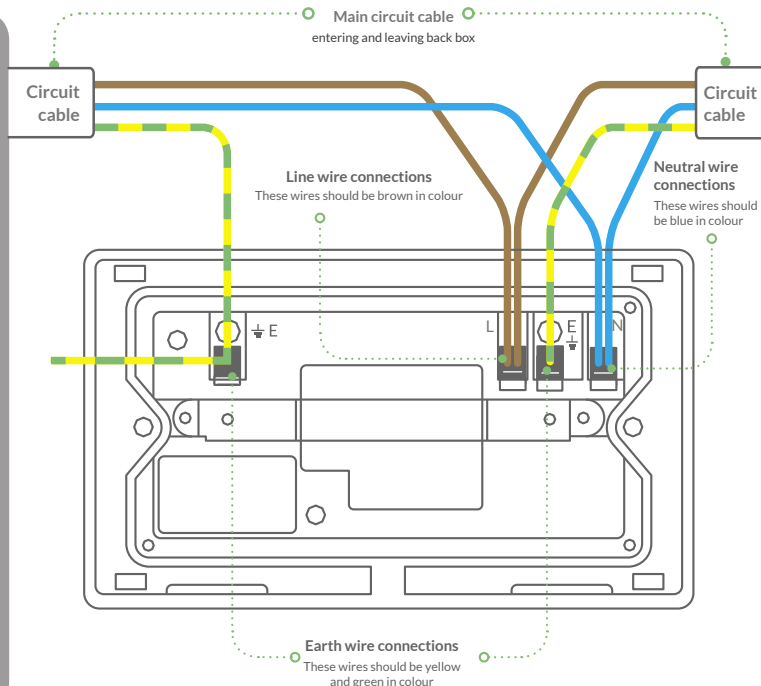 Main circuit cable
entering and leaving back box
Circuit
cable
Circuit
cable
Line wire connections
These wires should be brown in colour
Neutral wire
connections
These wires should
be blue in colour
E
L
E
N
Earth wire connections
These wires should be yellow
and green in colour